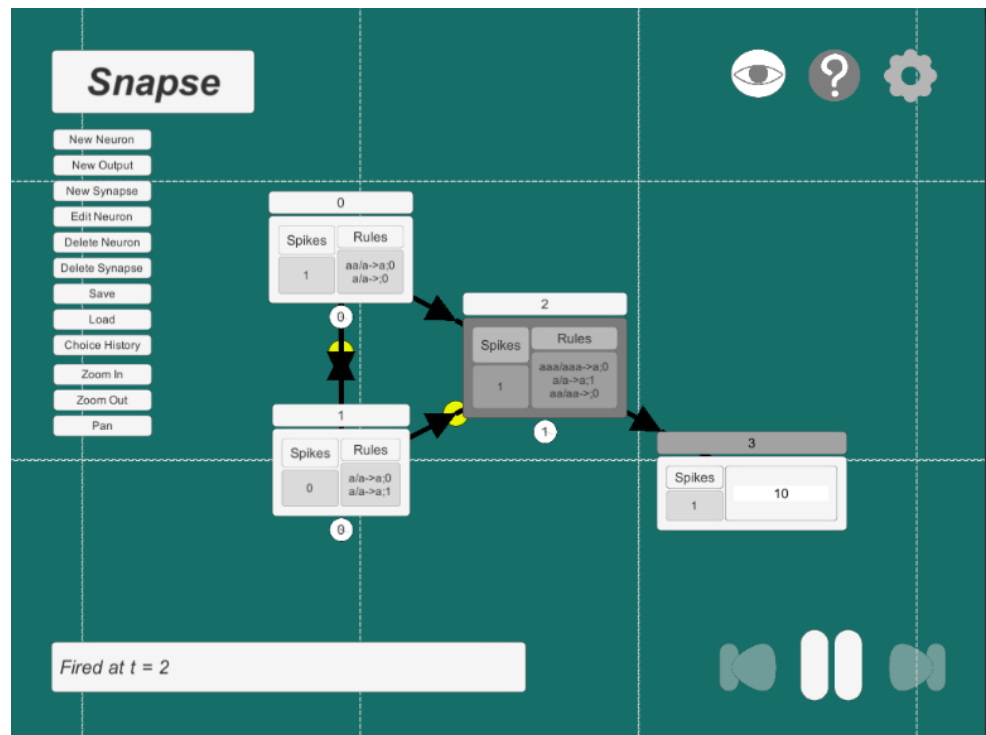 Snapse
?
New Neuron
New Output
New Synapse
Edit Neuron
Delete Neuron
Delete Synapse
Save
Load
Choice History
Zoom In
Zoom Out
Pan
0
Spikes Rules
1
aa/a->a;0
a/a->;0
0
2
Spikes Rules
1
aaa/aaa->a;0
a/a->a;1
aa/aa->;0
1
1
Spikes Rules
0
a/a->a;0
a/a->a;1
0
3
Spikes
1
10
Fired at t = 2